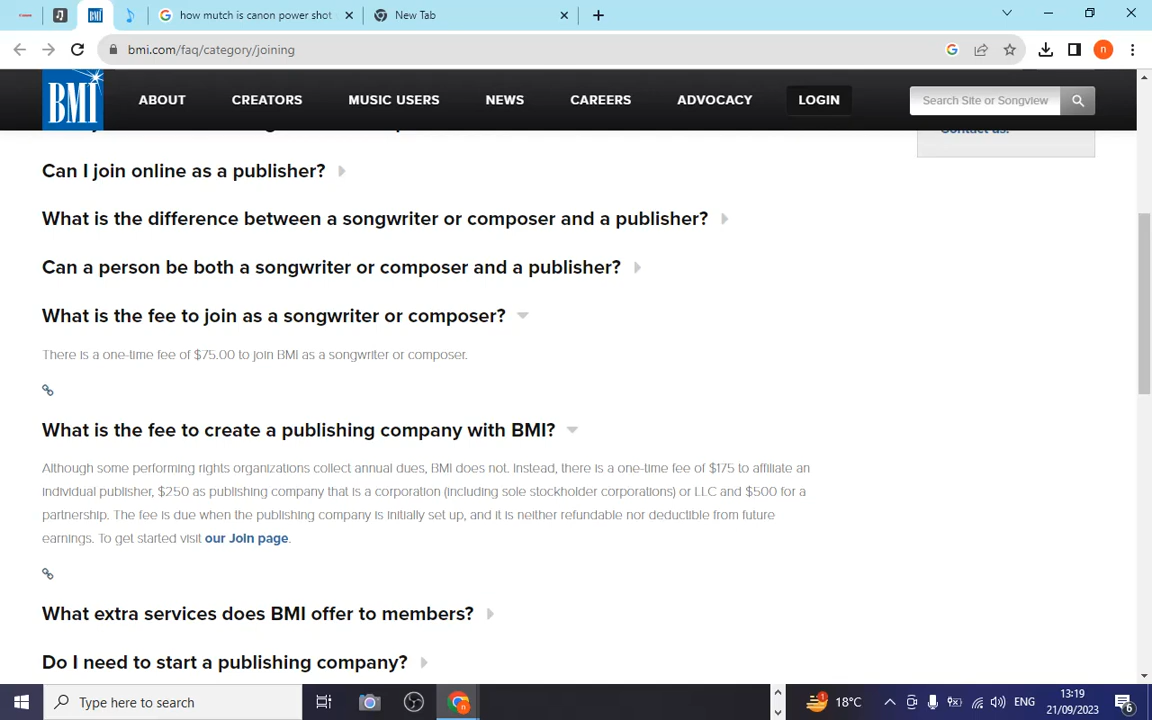 how mutch is canon power shot
New Tab
bmi.com/faq/category/joining
n
BMI
ABOUT
CREATORS
MUSIC USERS
NEWS
CAREERS
ADVOCACY
LOGIN
Search Site or Songview
Contact us.
Can I join online as a publisher?
What is the difference between a songwriter or composer and a publisher?
Can a person be both a songwriter or composer and a publisher?
What is the fee to join as a songwriter or composer?
There is a one-time fee of $75.00 to join BMI as a songwriter or composer.
What is the fee to create a publishing company with BMI?
Although some performing rights organizations collect annual dues, BMI does not. Instead, there is a one-time fee of $175 to affiliate an
individual publisher, $250 as publishing company that is a corporation (including sole stockholder corporations) or LLC and $500 for a
partnership. The fee is due when the publishing company is initially set up, and it is neither refundable nor deductible from future
earnings. To get started visit our Join page.
What extra services does BMI offer to members?
Do I need to start a publishing company?
Type here to search
n
1
18°C
ENG
13:19
21/09/2023
6